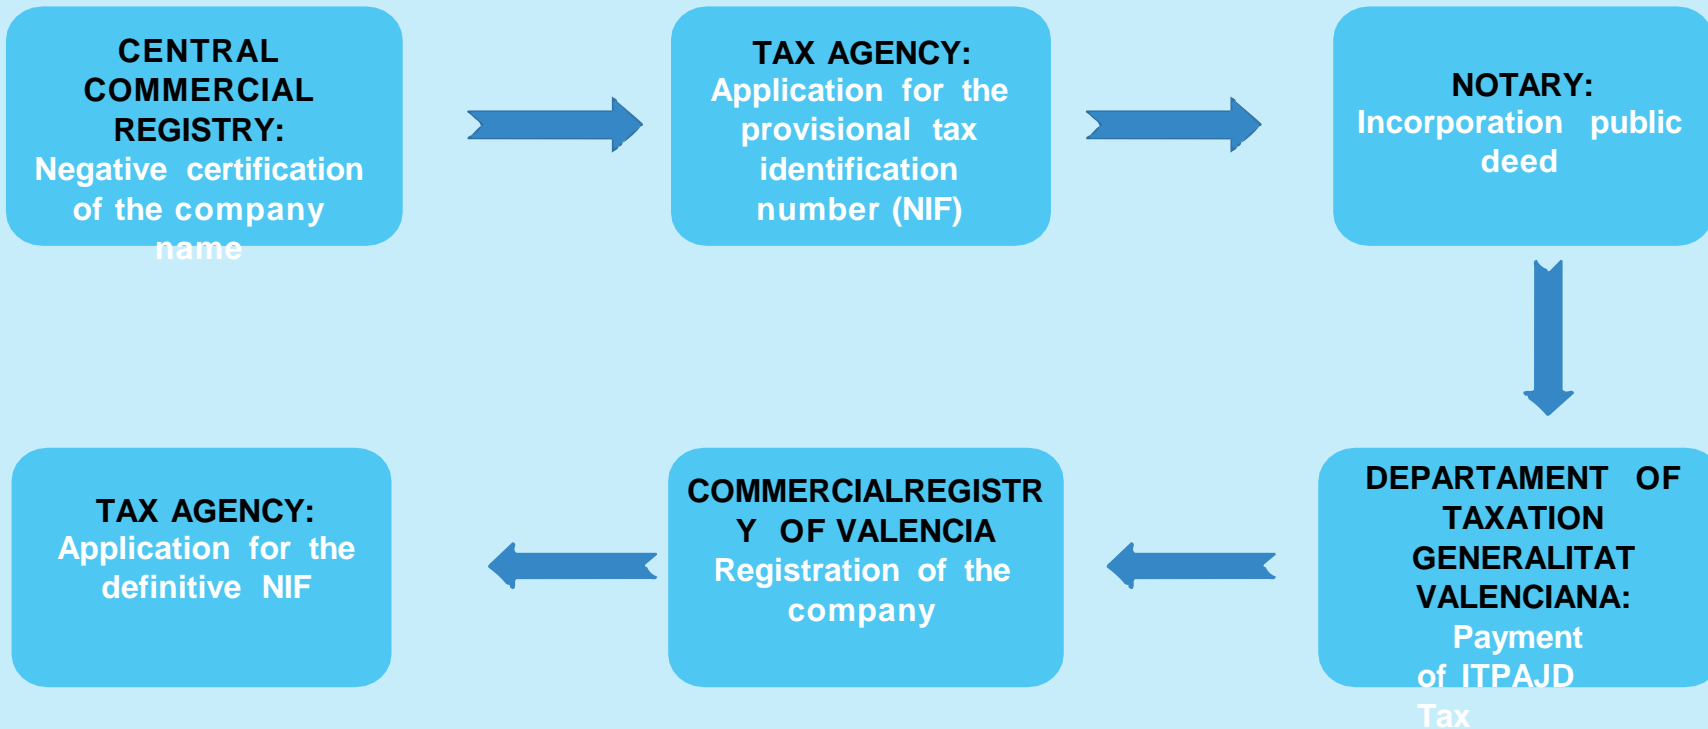 CENTRAL
COMMERCIAL
REGISTRY:
Negative certification
of the company
name
TAX AGENCY:
Application for the
provisional tax
identification
number (NIF)
NOTARY:
Incorporation public
deed
DEPARTAMENT OF
TAXATION
GENERALITAT
VALENCIANA:
Payment
of ITPAJD
Tax
COMMERCIALREGISTR
Y OF VALENCIA
Registration of the
company
TAX AGENCY:
Application for the
definitive NIF